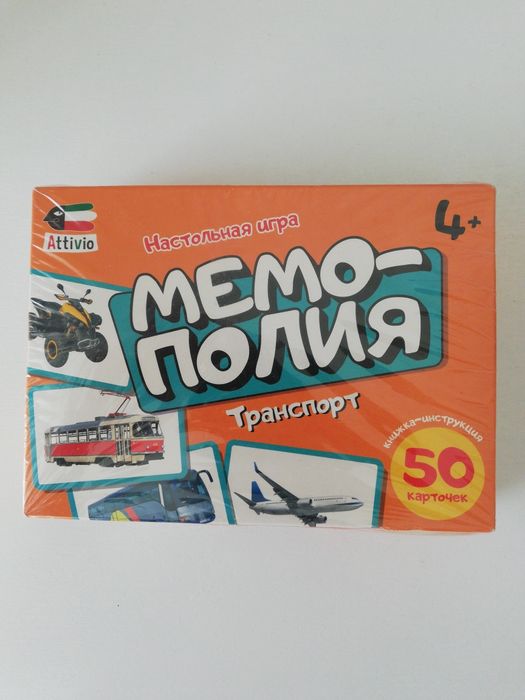 Attivio
Настольная игра
4+
МЕМО-
ПОЛИЯ
Транспорт
книжка-инструкция
50
карточек